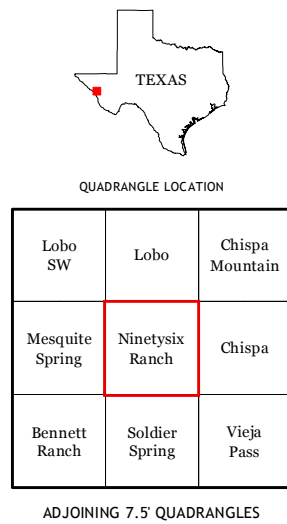 TEXAS
QUADRANGLE LOCATION
Lobo
SW
Lobo
Chispa
Mountain
Mesquite
Spring
Ninetysix
Ranch
Chispa
Bennett
Ranch
Soldier
Spring
Vieja
Pass
ADJOINING 7.5' QUADRANGLES